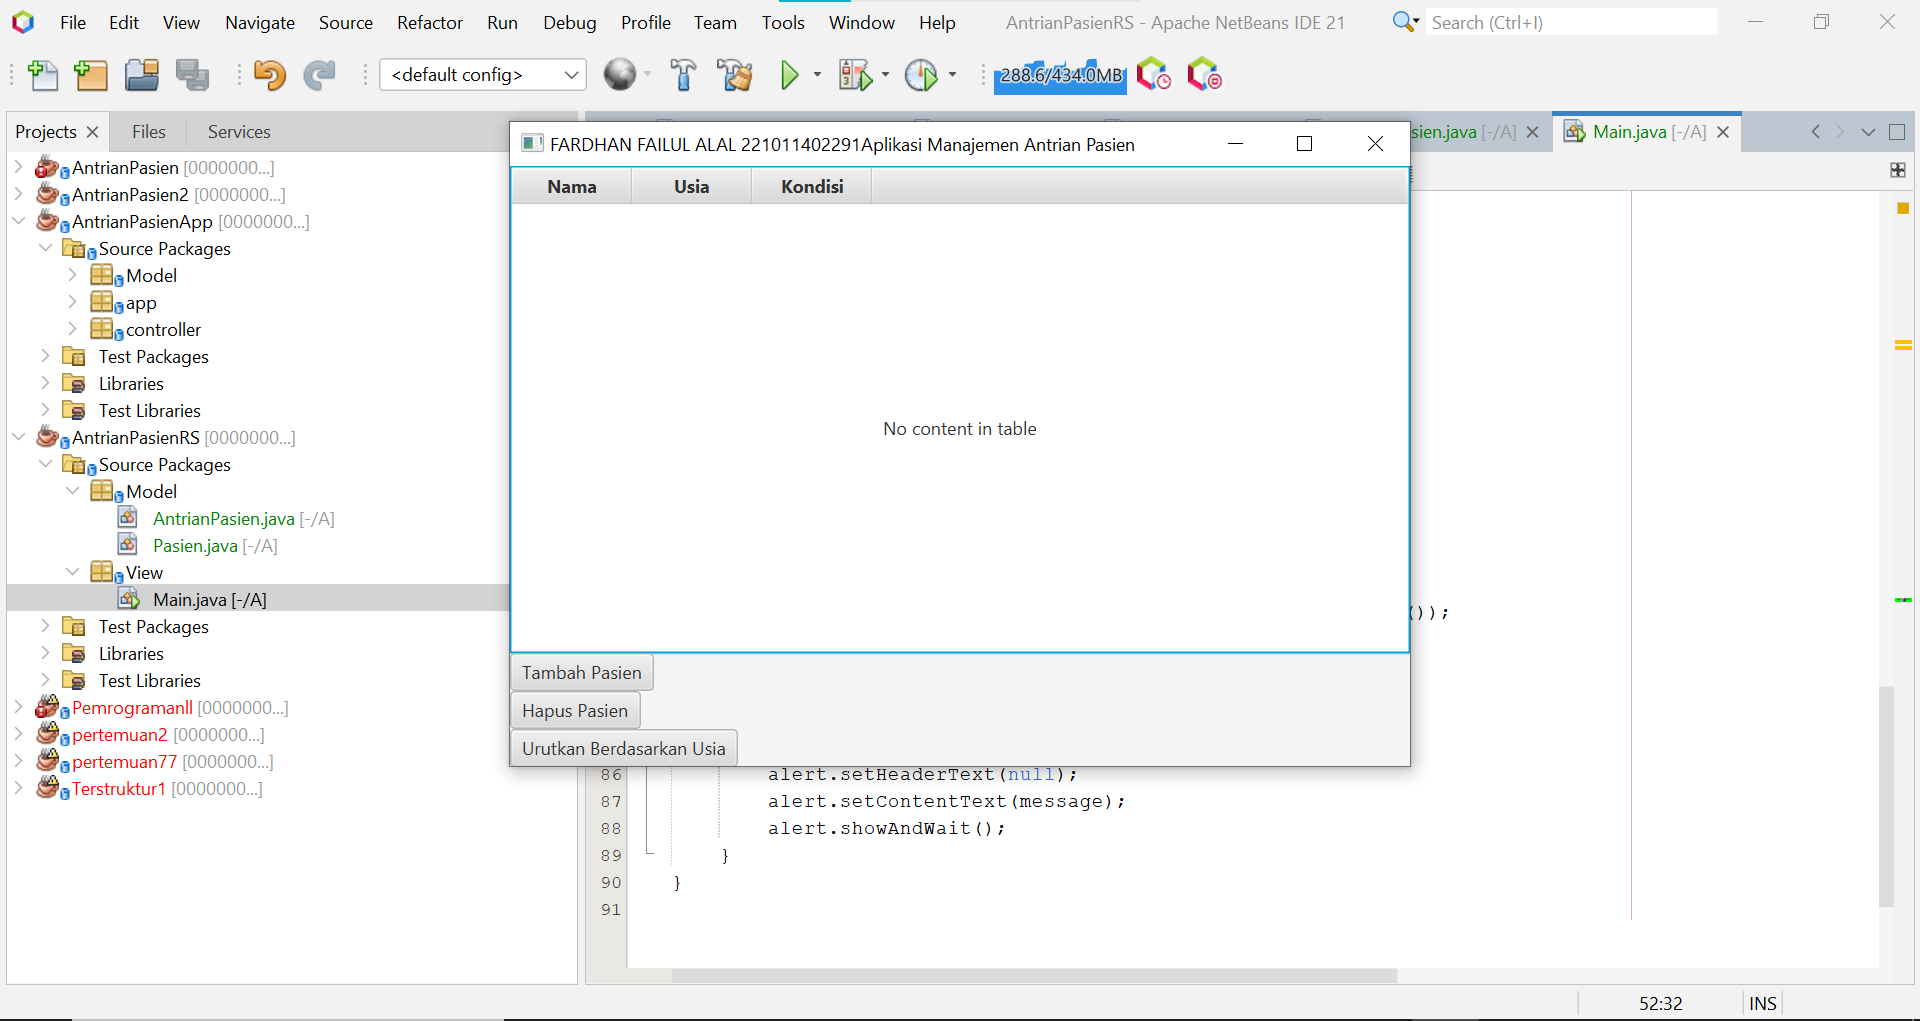 File Edit View Navigate Source Refactor Run Debug Profile Team Tools Window Help AntrianPasienRS - Apache NetBeans IDE 21 Search (Ctrl+I)
<default config> 288.6/434.0MB
Projects Files Services
sien.java [-/A] Main.java [-/A]
AntrianPasien [0000000...]
AntrianPasien2 [0000000...]
AntrianPasienApp [0000000...]
Source Packages
Model
app
controller
Test Packages
Libraries
Test Libraries
AntrianPasienRS [0000000...]
Source Packages
Model
AntrianPasien.java [-/A]
Pasien.java [-/A]
View
Main.java [-/A]
Test Packages
Libraries
Test Libraries
PemrogramanII [0000000...]
pertemuan2 [0000000...]
pertemuan77 [0000000...]
Terstruktur1 [0000000...]
FARDHAN FAILUL ALAL 221011402291Aplikasi Manajemen Antrian Pasien
Nama Usia Kondisi
No content in table
Tambah Pasien
Hapus Pasien
Urutkan Berdasarkan Usia
());
86 alert.setHeaderText(null);
87 alert.setContentText(message);
88 alert.showAndWait();
89 }
90 }
91
52:32 INS